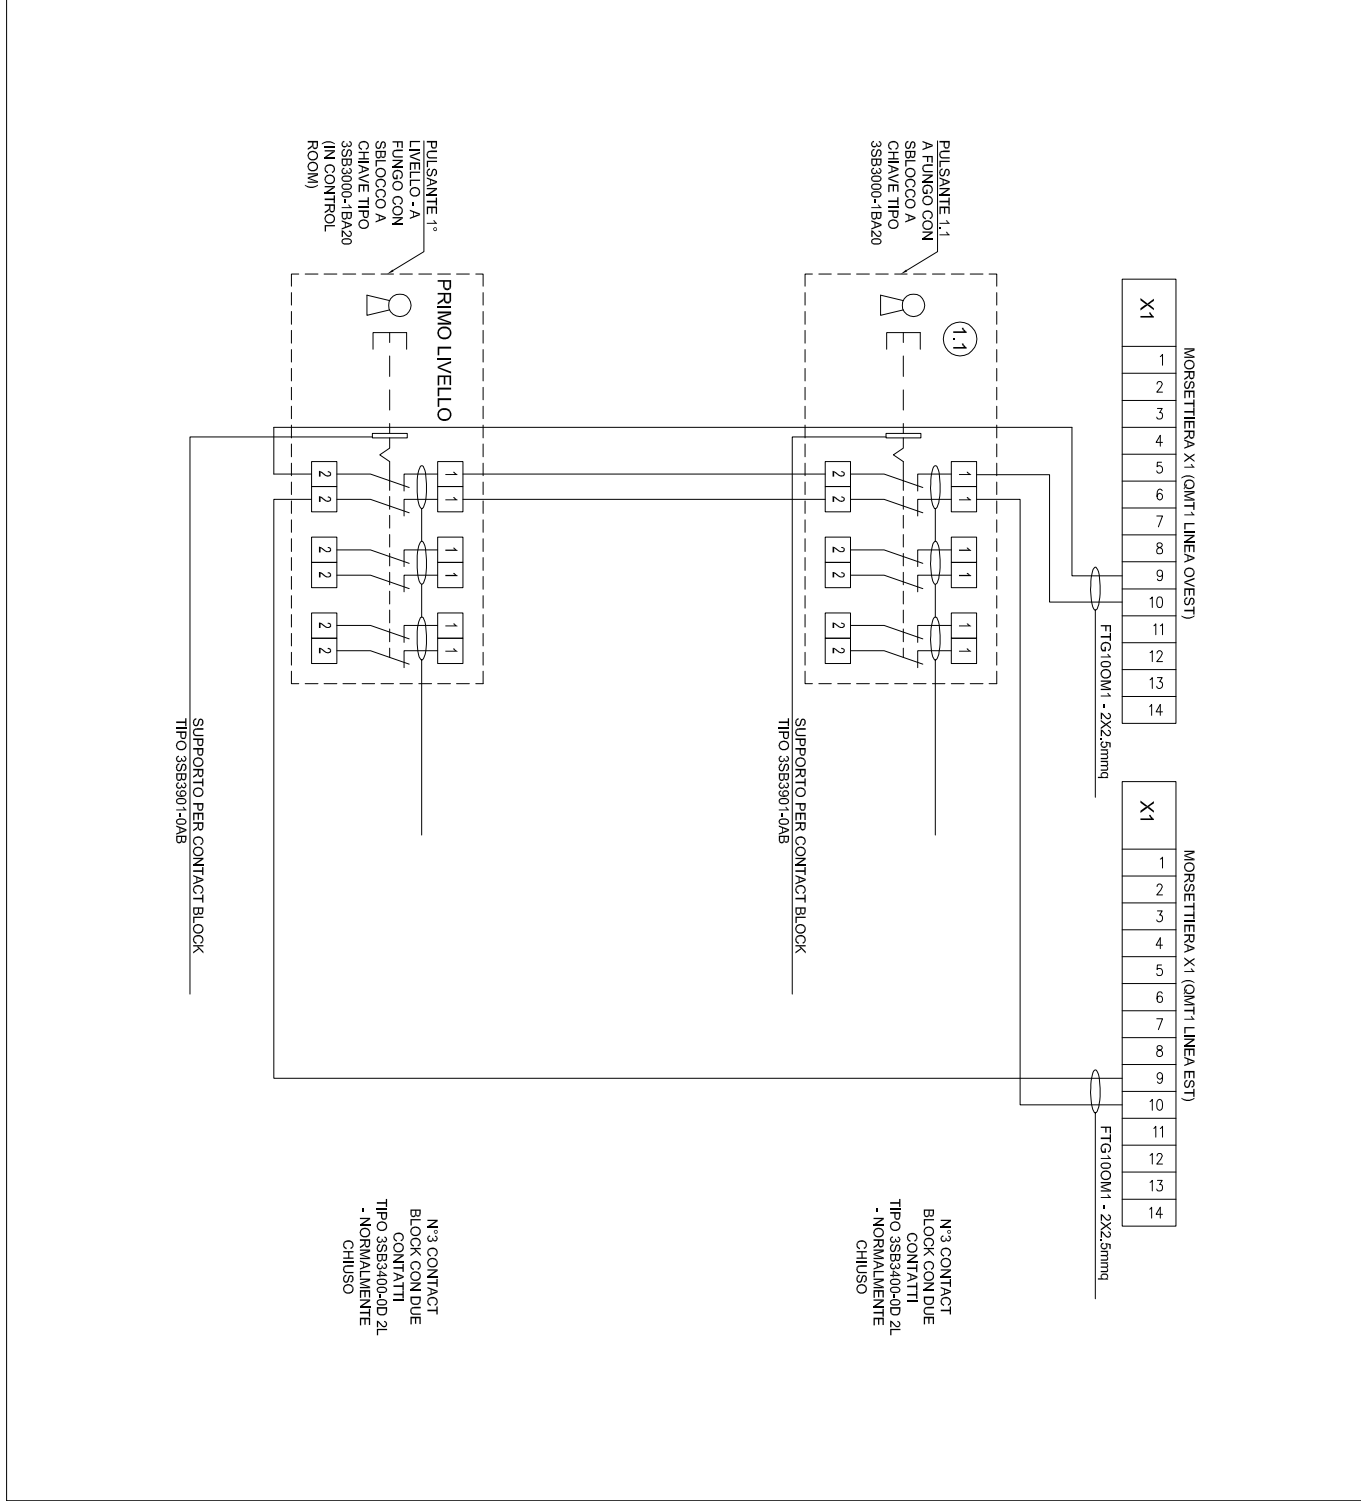 X1
1
2
3
4
5
6
7
8
9
10
11
12
13
14
MORSETTIERA X1 (QMT1 LINEA OVEST)
FTG10OM1 - 2X2.5mmq
X1
1
2
3
4
5
6
7
8
9
10
11
12
13
14
MORSETTIERA X1 (QMT1 LINEA EST)
FTG10OM1 - 2X2.5mmq
PULSANTE 1.1
A FUNGO CON
SBLOCCO A
CHIAVE TIPO
3SB3000-1BA20
1.1
1
1
1
1
1
1
2
2
2
2
2
2
SUPPORTO PER CONTACT BLOCK
TIPO 3SB3901-0AB
N°3 CONTACT
BLOCK CON DUE
CONTATTI
TIPO 3SB3400-0D 2L
- NORMALMENTE
CHIUSO
PULSANTE 1°
LIVELLO - A
FUNGO CON
SBLOCCO A
CHIAVE TIPO
3SB3000-1BA20
(IN CONTROL
ROOM)
PRIMO LIVELLO
1
1
1
1
1
1
2
2
2
2
2
2
SUPPORTO PER CONTACT BLOCK
TIPO 3SB3901-0AB
N°3 CONTACT
BLOCK CON DUE
CONTATTI
TIPO 3SB3400-0D 2L
- NORMALMENTE
CHIUSO